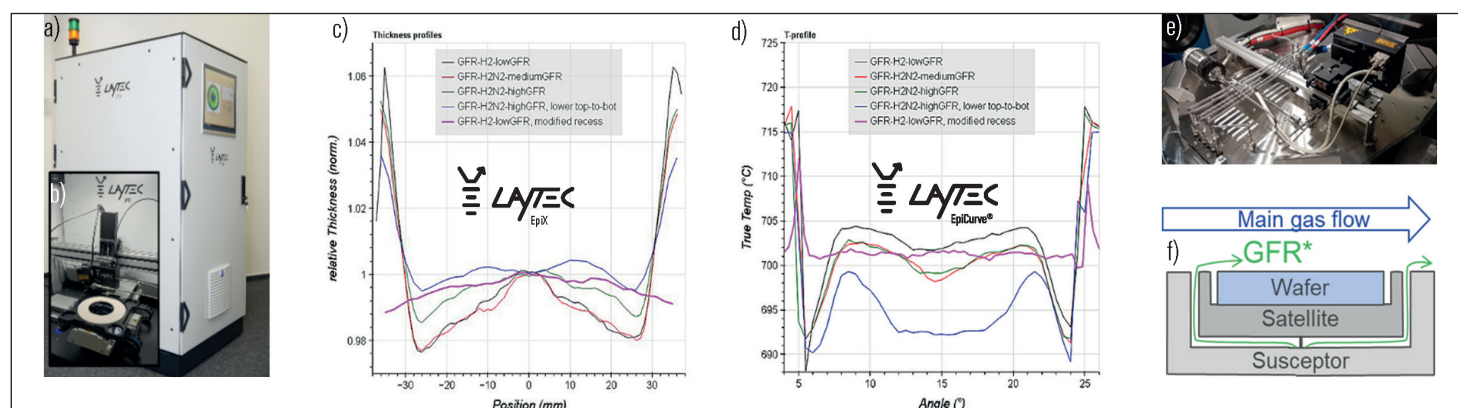 a)
LAYTEC
b)
LAYTEC
c)
Thickness profiles
GFR-H2-lowGFR
GFR-H2N2-mediumGFR
GFR-H2N2-highGFR
GFR-H2N2-highGFR, lower top-to-bot
GFR-H2-lowGFR, modified recess
LAYTEC
EpiX
relative Thickness (norm.)
1.06
1.04
1.02
1
0.98
−30
−20
−10
0
10
20
30
Position (mm)
d)
T-profile
GFR-H2-lowGFR
GFR-H2N2-mediumGFR
GFR-H2N2-highGFR
GFR-H2N2-highGFR, lower top-to-bot
GFR-H2-lowGFR, modified recess
LAYTEC
EpiCurve®
True Temp (°C)
725
720
715
710
705
700
695
690
5
10
15
20
25
Angle (°)
e)
Main gas flow
f)
GFR*
Wafer
Satellite
Susceptor